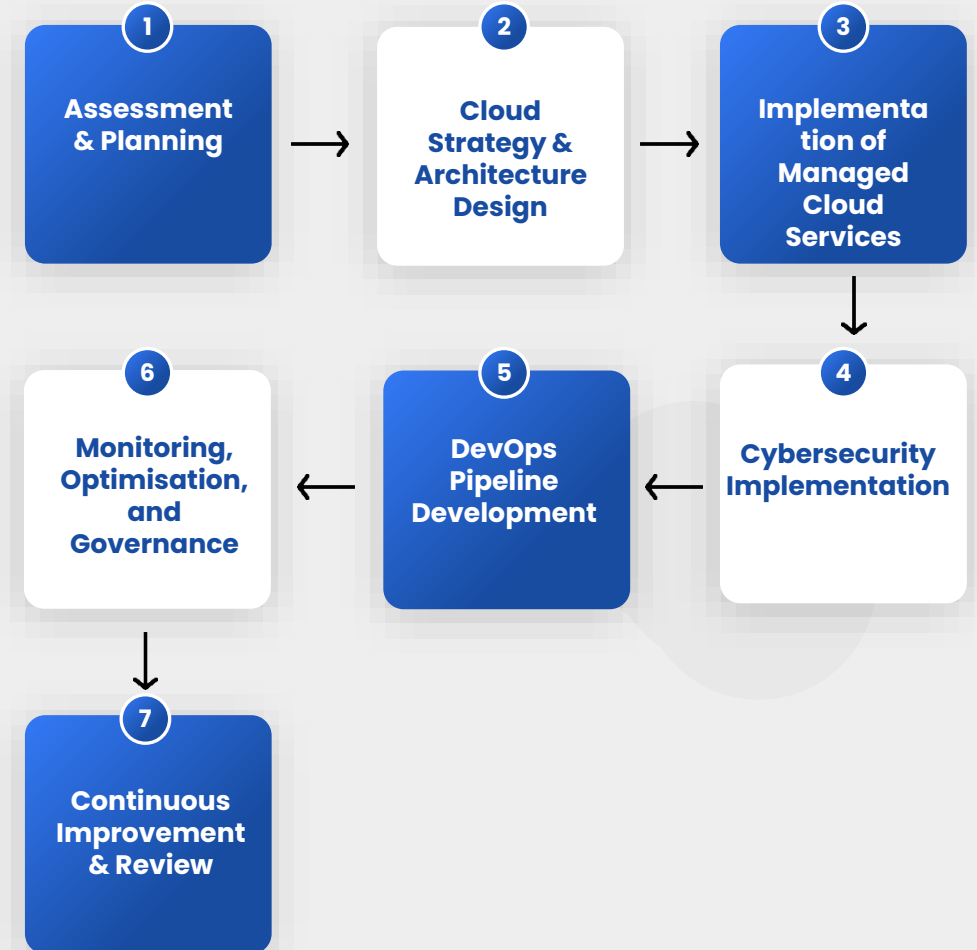 1
Assessment
& Planning
2
Cloud
Strategy &
Architecture
Design
3
Implementa
tion of
Managed
Cloud
Services
4
Cybersecurity
Implementation
5
DevOps
Pipeline
Development
6
Monitoring,
Optimisation,
and
Governance
7
Continuous
Improvement
& Review